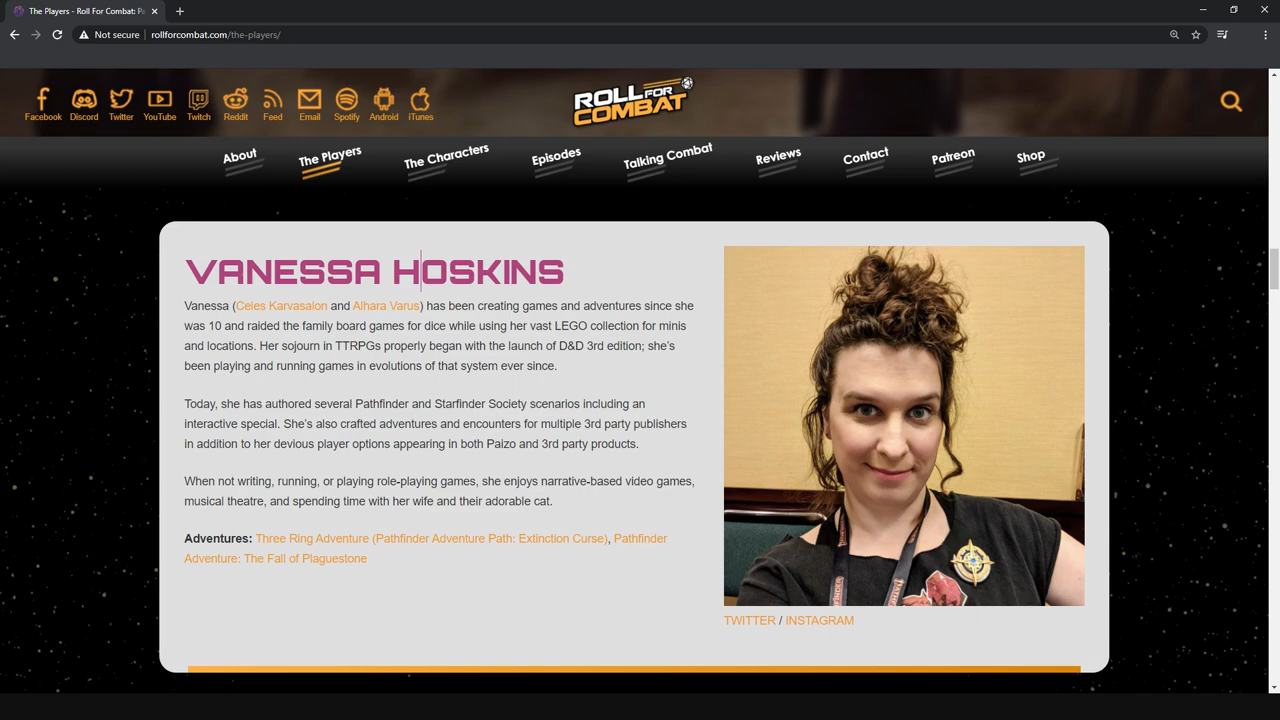 The Players - Roll For Combat: Pa
Not secure | rollforcombat.com/the-players/
Facebook Discord Twitter YouTube Twitch Reddit Feed Email Spotify Android iTunes
ROLL FOR COMBAT
About The Players The Characters Episodes Talking Combat Reviews Contact Patreon Shop
VANESSA HOSKINS
Vanessa (Celes Karvasalon and Alhara Varus) has been creating games and adventures since she
was 10 and raided the family board games for dice while using her vast LEGO collection for minis
and locations. Her sojourn in TTRPGs properly began with the launch of D&D 3rd edition; she's
been playing and running games in evolutions of that system ever since.
Today, she has authored several Pathfinder and Starfinder Society scenarios including an
interactive special. She's also crafted adventures and encounters for multiple 3rd party publishers
in addition to her devious player options appearing in both Paizo and 3rd party products.
When not writing, running, or playing role-playing games, she enjoys narrative-based video games,
musical theatre, and spending time with her wife and their adorable cat.
Adventures: Three Ring Adventure (Pathfinder Adventure Path: Extinction Curse), Pathfinder
Adventure: The Fall of Plaguestone
TWITTER / INSTAGRAM